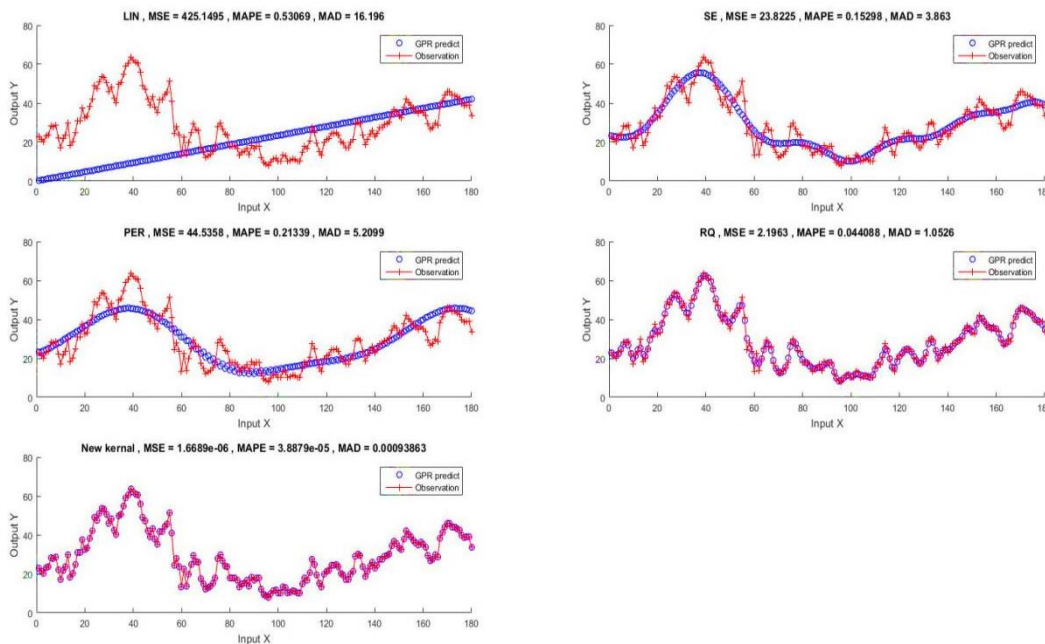 LIN , MSE = 425.1495 , MAPE = 0.53069 , MAD = 16.196
Output Y
80
60
40
20
0
GPR predict
Observation
0 20 40 60 80 100 120 140 160 180
Input X
SE , MSE = 23.8225 , MAPE = 0.15298 , MAD = 3.863
Output Y
80
60
40
20
0
GPR predict
Observation
0 20 40 60 80 100 120 140 160 180
Input X
PER , MSE = 44.5358 , MAPE = 0.21339 , MAD = 5.2099
Output Y
80
60
40
20
0
GPR predict
Observation
0 20 40 60 80 100 120 140 160 180
Input X
RQ , MSE = 2.1963 , MAPE = 0.044088 , MAD = 1.0526
Output Y
80
60
40
20
0
GPR predict
Observation
0 20 40 60 80 100 120 140 160 180
Input X
New kernal , MSE = 1.6689e-06 , MAPE = 3.8879e-05 , MAD = 0.00093863
Output Y
80
60
40
20
0
GPR predict
Observation
0 20 40 60 80 100 120 140 160 180
Input X